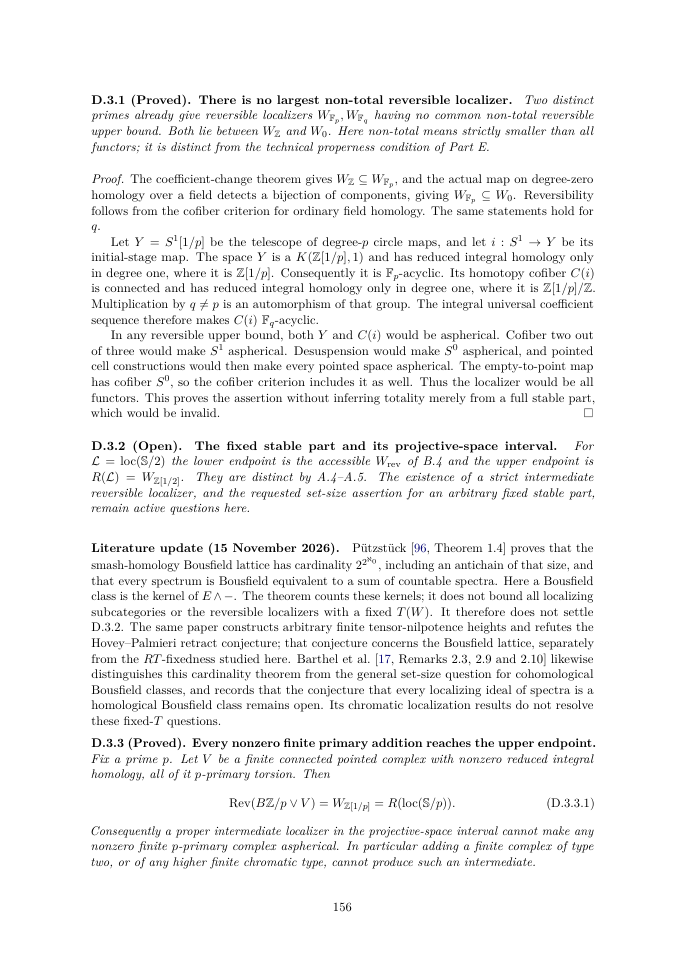 D.3.1 (Proved). There is no largest non-total reversible localizer. Two distinct
primes already give reversible localizers W_{𝔽_p}, W_{𝔽_q} having no common non-total reversible
upper bound. Both lie between W_ℤ and W_0. Here non-total means strictly smaller than all
functors; it is distinct from the technical properness condition of Part E.
Proof. The coefficient-change theorem gives W_ℤ ⊆ W_{𝔽_p}, and the actual map on degree-zero
homology over a field detects a bijection of components, giving W_{𝔽_p} ⊆ W_0. Reversibility
follows from the cofiber criterion for ordinary field homology. The same statements hold for
q.
Let Y = S^1[1/p] be the telescope of degree-p circle maps, and let i : S^1 → Y be its
initial-stage map. The space Y is a K(ℤ[1/p], 1) and has reduced integral homology only
in degree one, where it is ℤ[1/p]. Consequently it is 𝔽_p-acyclic. Its homotopy cofiber C(i)
is connected and has reduced integral homology only in degree one, where it is ℤ[1/p]/ℤ.
Multiplication by q ≠ p is an automorphism of that group. The integral universal coefficient
sequence therefore makes C(i) 𝔽_q-acyclic.
In any reversible upper bound, both Y and C(i) would be aspherical. Cofiber two out
of three would make S^1 aspherical. Desuspension would make S^0 aspherical, and pointed
cell constructions would then make every pointed space aspherical. The empty-to-point map
has cofiber S^0, so the cofiber criterion includes it as well. Thus the localizer would be all
functors. This proves the assertion without inferring totality merely from a full stable part,
which would be invalid. □
D.3.2 (Open). The fixed stable part and its projective-space interval. For
ℒ = loc(𝕊/2) the lower endpoint is the accessible W_rev of B.4 and the upper endpoint is
R(ℒ) = W_{ℤ[1/2]}. They are distinct by A.4–A.5. The existence of a strict intermediate
reversible localizer, and the requested set-size assertion for an arbitrary fixed stable part,
remain active questions here.
Literature update (15 November 2026). Pützstück [96, Theorem 1.4] proves that the
smash-homology Bousfield lattice has cardinality 2^{2^{ℵ_0}}, including an antichain of that size, and
that every spectrum is Bousfield equivalent to a sum of countable spectra. Here a Bousfield
class is the kernel of E ∧ −. The theorem counts these kernels; it does not bound all localizing
subcategories or the reversible localizers with a fixed T(W). It therefore does not settle
D.3.2. The same paper constructs arbitrary finite tensor-nilpotence heights and refutes the
Hovey–Palmieri retract conjecture; that conjecture concerns the Bousfield lattice, separately
from the RT-fixedness studied here. Barthel et al. [17, Remarks 2.3, 2.9 and 2.10] likewise
distinguishes this cardinality theorem from the general set-size question for cohomological
Bousfield classes, and records that the conjecture that every localizing ideal of spectra is a
homological Bousfield class remains open. Its chromatic localization results do not resolve
these fixed-T questions.
D.3.3 (Proved). Every nonzero finite primary addition reaches the upper endpoint.
Fix a prime p. Let V be a finite connected pointed complex with nonzero reduced integral
homology, all of it p-primary torsion. Then
Rev(Bℤ/p ∨ V) = W_{ℤ[1/p]} = R(loc(𝕊/p)). (D.3.3.1)
Consequently a proper intermediate localizer in the projective-space interval cannot make any
nonzero finite p-primary complex aspherical. In particular adding a finite complex of type
two, or of any higher finite chromatic type, cannot produce such an intermediate.
156